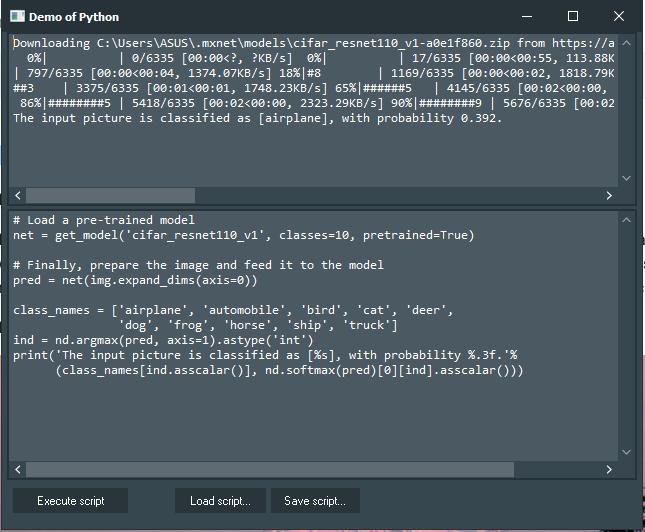 Demo of Python
Downloading C:\Users\ASUS\.mxnet\models\cifar_resnet110_v1-a0e1f860.zip from https://a
0%|          | 0/6335 [00:00<?, ?KB/s]  0%|          | 17/6335 [00:00<00:55, 113.88K
| 797/6335 [00:00<00:04, 1374.07KB/s] 18%|#8        | 1169/6335 [00:00<00:02, 1818.79K
##3    | 3375/6335 [00:01<00:01, 1748.23KB/s] 65%|######5   | 4145/6335 [00:02<00:00,
86%|########5 | 5418/6335 [00:02<00:00, 2323.29KB/s] 90%|########9 | 5676/6335 [00:02
The input picture is classified as [airplane], with probability 0.392.
# Load a pre-trained model
net = get_model('cifar_resnet110_v1', classes=10, pretrained=True)
# Finally, prepare the image and feed it to the model
pred = net(img.expand_dims(axis=0))
class_names = ['airplane', 'automobile', 'bird', 'cat', 'deer',
'dog', 'frog', 'horse', 'ship', 'truck']
ind = nd.argmax(pred, axis=1).astype('int')
print('The input picture is classified as [%s], with probability %.3f.'%
(class_names[ind.asscalar()], nd.softmax(pred)[0][ind].asscalar()))
Execute script
Load script...
Save script...